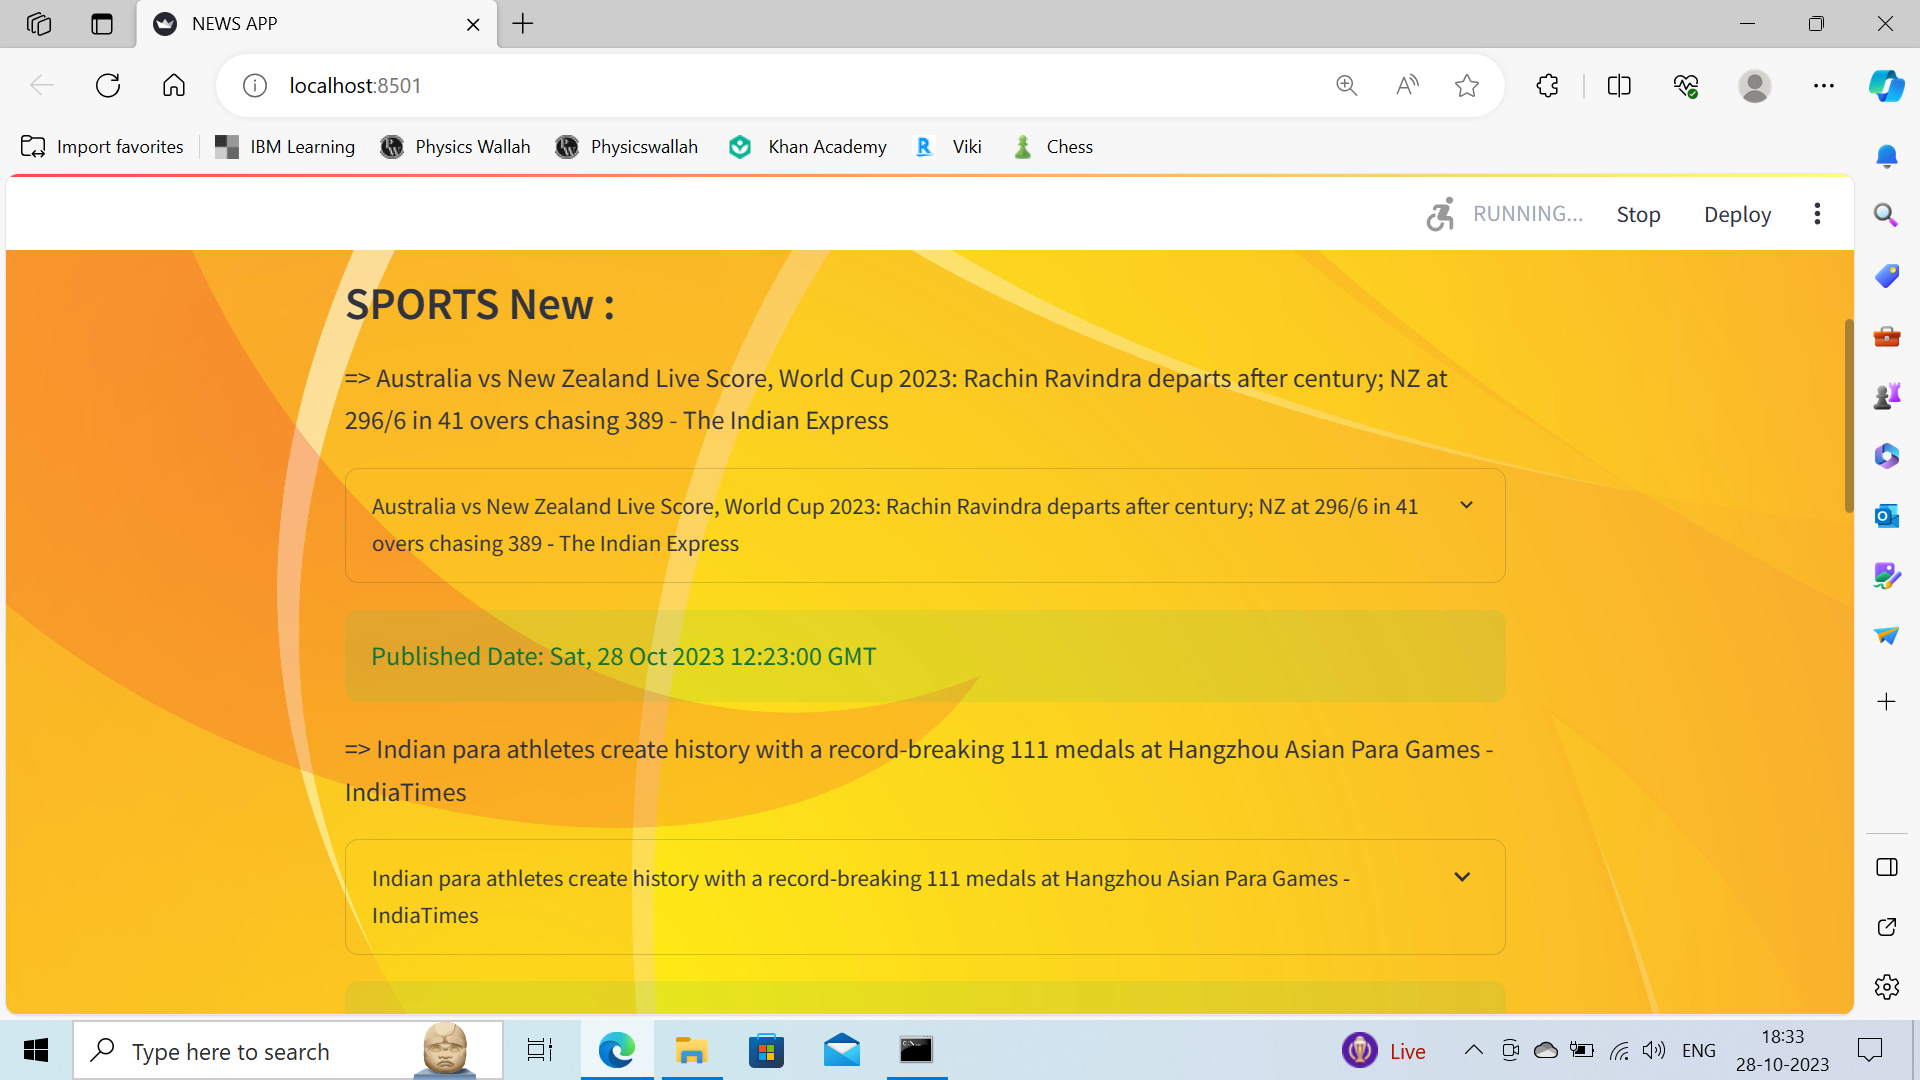 NEWS APP
localhost:8501
Import favorites IBM Learning Physics Wallah Physicswallah Khan Academy Viki Chess
RUNNING... Stop Deploy
SPORTS New :
=> Australia vs New Zealand Live Score, World Cup 2023: Rachin Ravindra departs after century; NZ at
296/6 in 41 overs chasing 389 - The Indian Express
Australia vs New Zealand Live Score, World Cup 2023: Rachin Ravindra departs after century; NZ at 296/6 in 41
overs chasing 389 - The Indian Express
Published Date: Sat, 28 Oct 2023 12:23:00 GMT
=> Indian para athletes create history with a record-breaking 111 medals at Hangzhou Asian Para Games -
IndiaTimes
Indian para athletes create history with a record-breaking 111 medals at Hangzhou Asian Para Games -
IndiaTimes
Type here to search
Live
ENG
18:33
28-10-2023